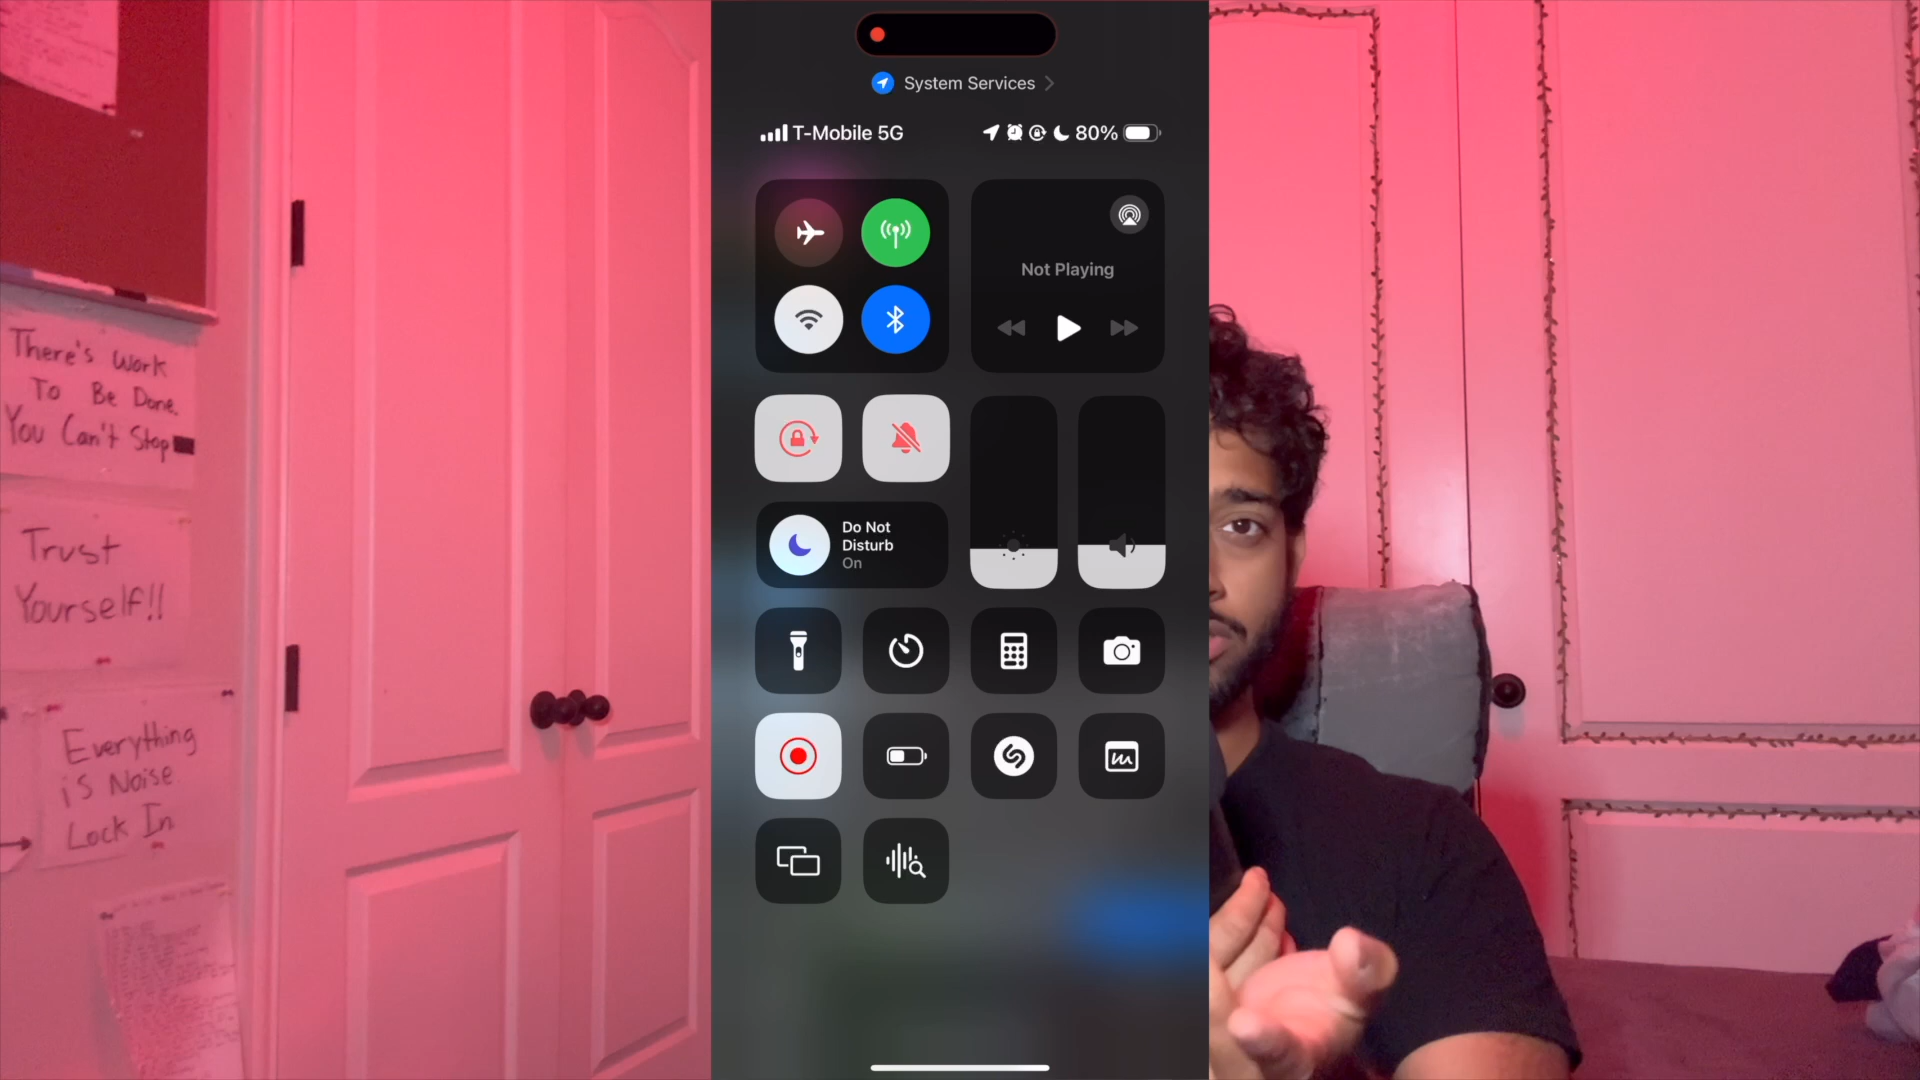 System Services
T-Mobile 5G
80%
Not Playing
Do Not
Disturb
On
There's Work
To Be Done.
You Can't Stop
Trust
Yourself!!
Everything
is Noise.
Lock In